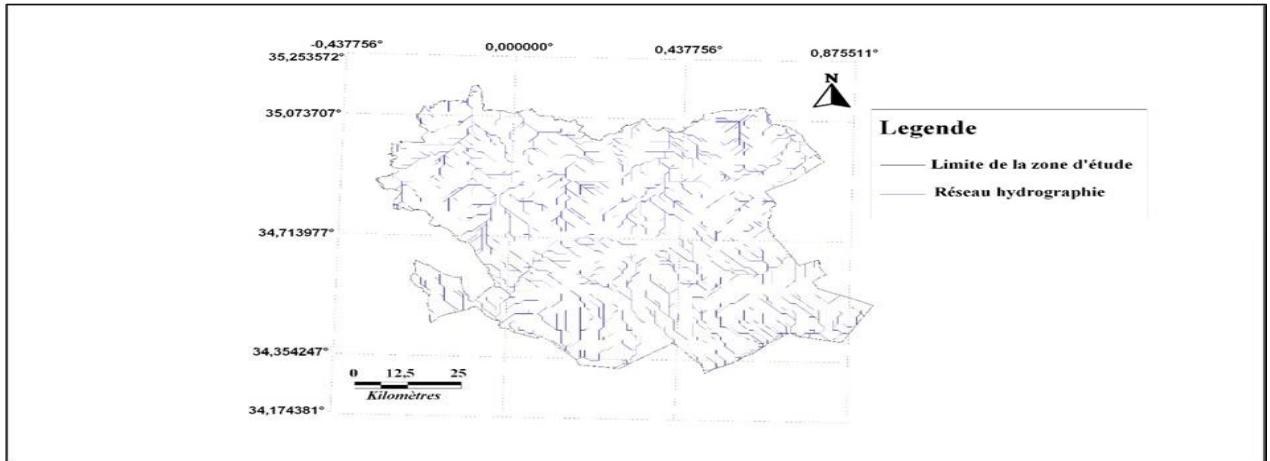 -0,437756° 0,000000° 0,437756° 0,875511°
35,253572°
N
35,073707°
Legende
Limite de la zone d'étude
Réseau hydrographie
34,713977°
34,354247°
0 12,5 25
Kilomètres
34,174381°